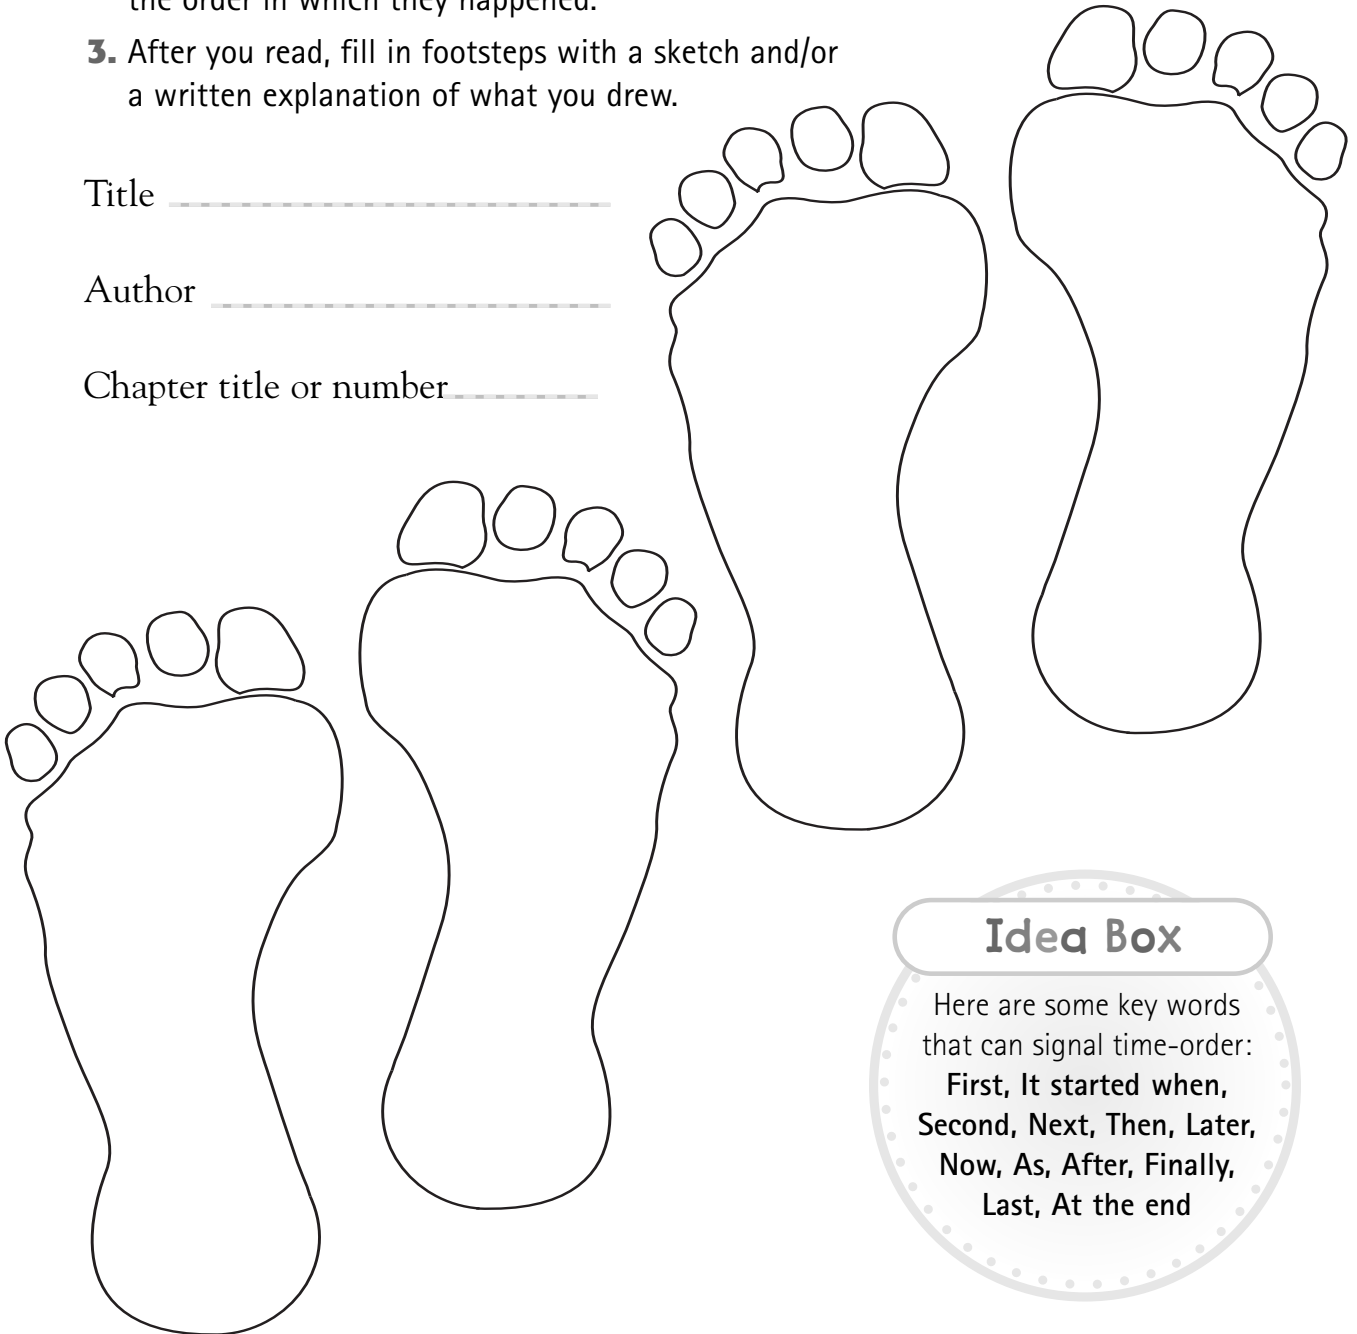 the order in which they happened.
3. After you read, fill in footsteps with a sketch and/or
a written explanation of what you drew.
Title
Author
Chapter title or number
Idea Box
Here are some key words
that can signal time-order:
First, It started when,
Second, Next, Then, Later,
Now, As, After, Finally,
Last, At the end